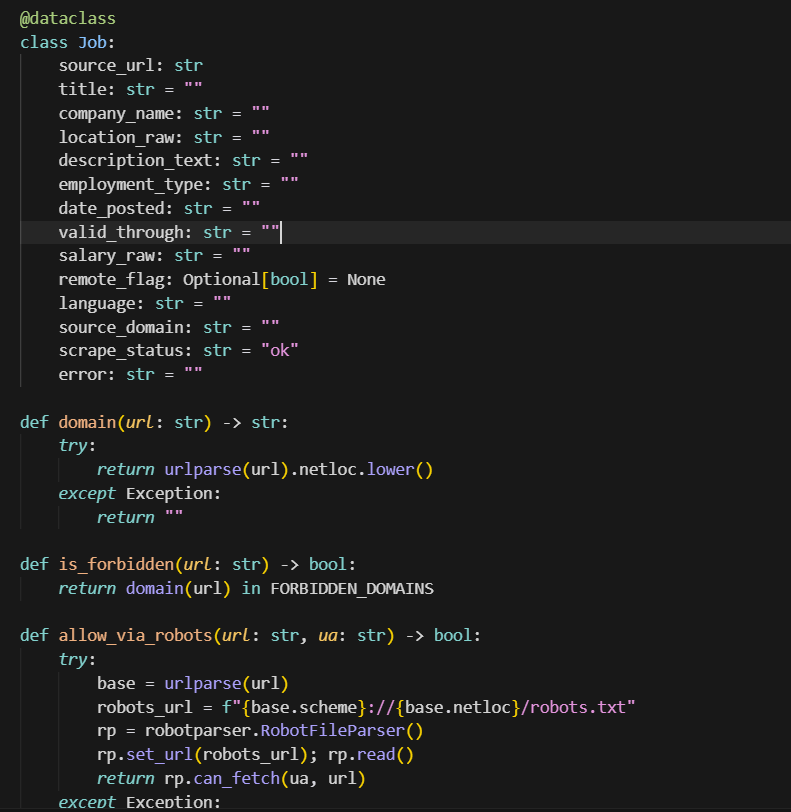 @dataclass
class Job:
    source_url: str
    title: str = ""
    company_name: str = ""
    location_raw: str = ""
    description_text: str = ""
    employment_type: str = ""
    date_posted: str = ""
    valid_through: str = ""
    salary_raw: str = ""
    remote_flag: Optional[bool] = None
    language: str = ""
    source_domain: str = ""
    scrape_status: str = "ok"
    error: str = ""

def domain(url: str) -> str:
    try:
        return urlparse(url).netloc.lower()
    except Exception:
        return ""

def is_forbidden(url: str) -> bool:
    return domain(url) in FORBIDDEN_DOMAINS

def allow_via_robots(url: str, ua: str) -> bool:
    try:
        base = urlparse(url)
        robots_url = f"{base.scheme}://{base.netloc}/robots.txt"
        rp = robotparser.RobotFileParser()
        rp.set_url(robots_url); rp.read()
        return rp.can_fetch(ua, url)
    except Exception: